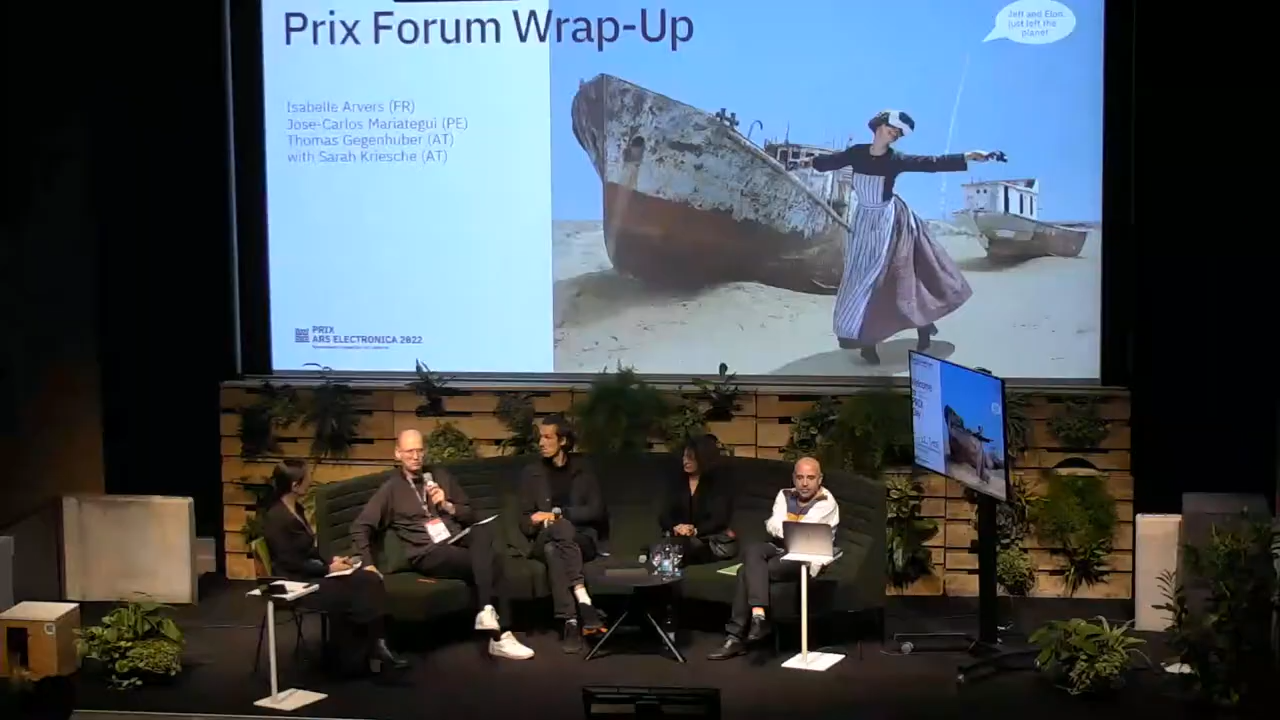 Prix Forum Wrap-Up
Jeff and Elon
just left the
planet
Isabelle Arvers (FR)
Jose-Carlos Mariategui (PE)
Thomas Gegenhuber (AT)
with Sarah Kriesche (AT)
PRIX
ARS ELECTRONICA 2022